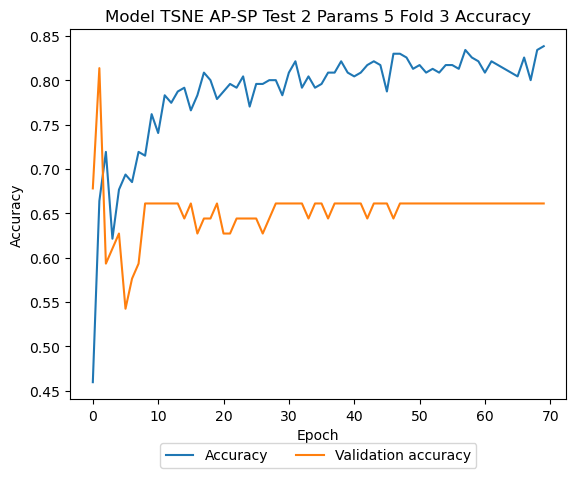 Model TSNE AP-SP Test 2 Params 5 Fold 3 Accuracy
0.85
0.80
0.75
0.70
0.65
0.60
0.55
0.50
0.45
Accuracy
0 10 20 30 40 50 60 70
Epoch
Accuracy Validation accuracy